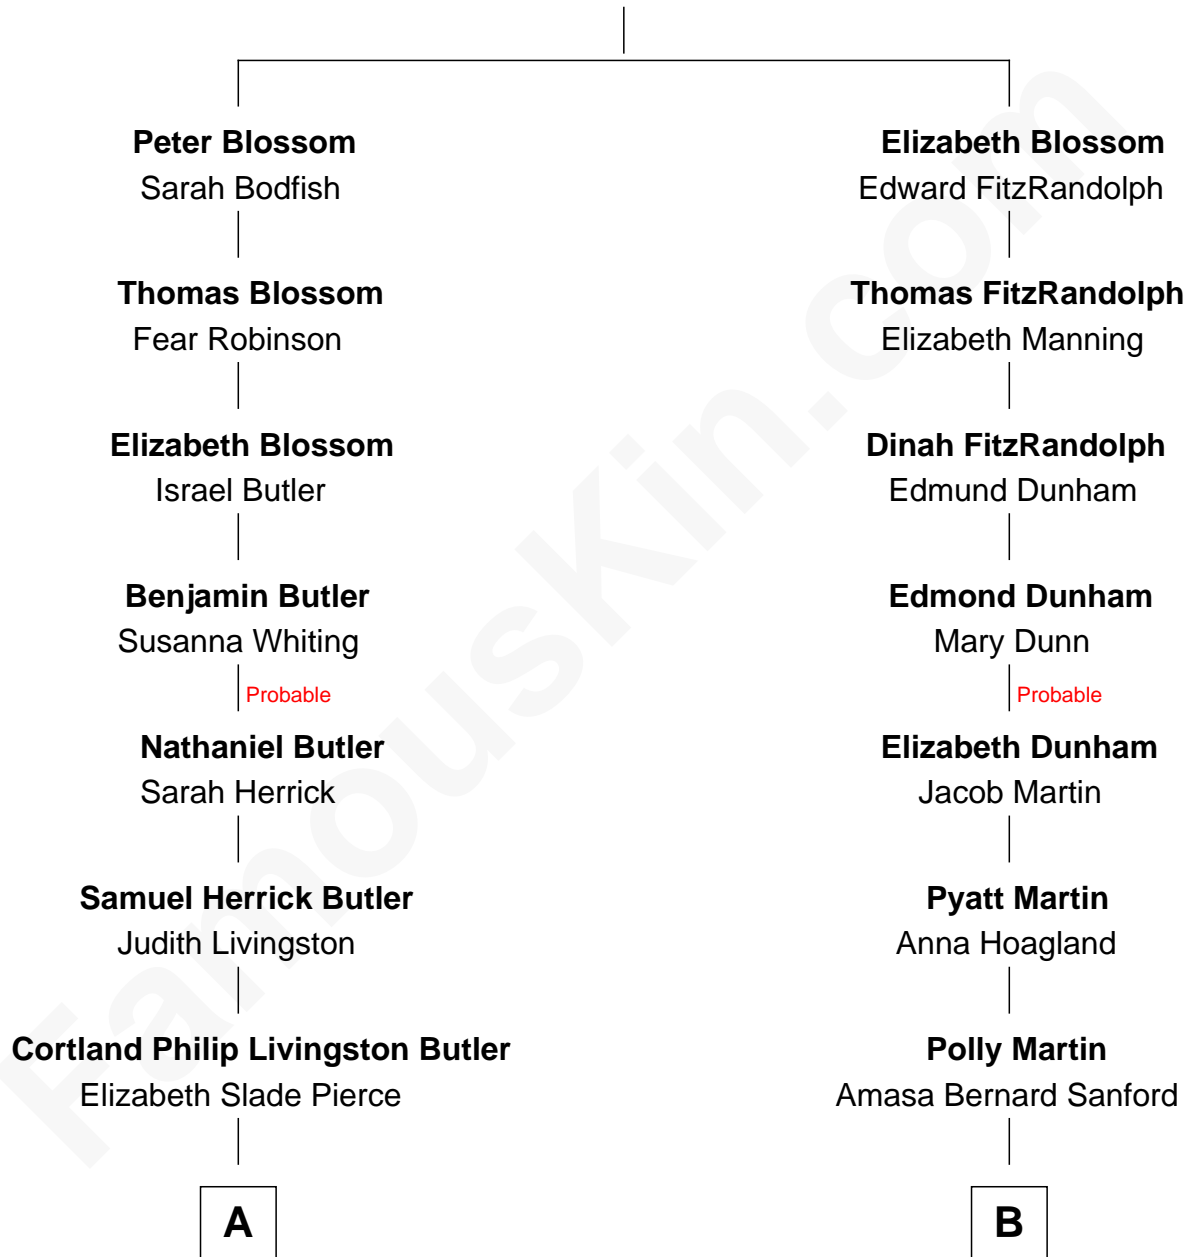 Peter Blossom
Sarah Bodfish
Thomas Blossom
Fear Robinson
Elizabeth Blossom
Israel Butler
Benjamin Butler
Susanna Whiting
Probable
Nathaniel Butler
Sarah Herrick
Samuel Herrick Butler
Judith Livingston
Cortland Philip Livingston Butler
Elizabeth Slade Pierce
A
Elizabeth Blossom
Edward FitzRandolph
Thomas FitzRandolph
Elizabeth Manning
Dinah FitzRandolph
Edmund Dunham
Edmond Dunham
Mary Dunn
Probable
Elizabeth Dunham
Jacob Martin
Pyatt Martin
Anna Hoagland
Polly Martin
Amasa Bernard Sanford
B
FamousKin.com